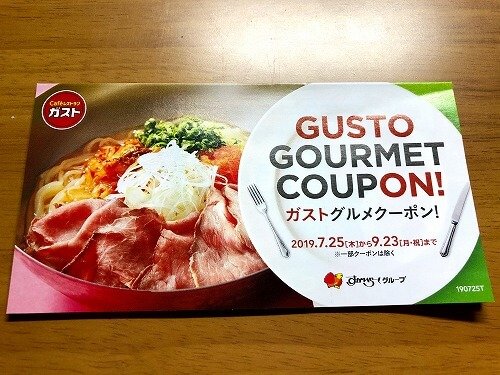 Caféレストラン
ガスト
GUSTO
GOURMET
COUPON!
ガストグルメクーポン!
2019.7.25[木]から9.23[月・祝]まで
※一部クーポンは除く
すかいらーくグループ
190725T